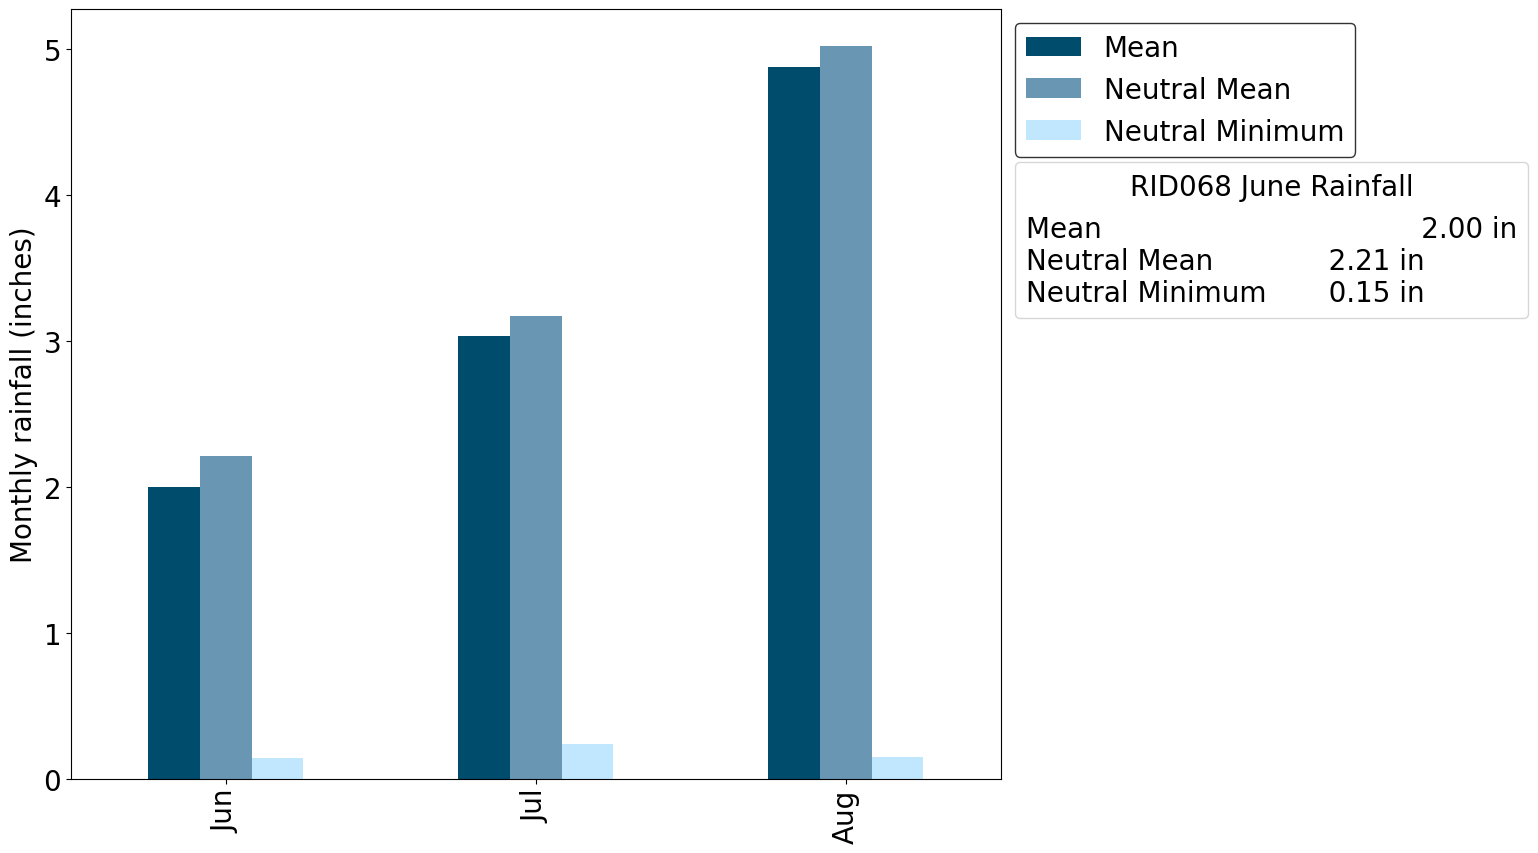 Monthly rainfall (inches)
5
4
3
2
1
0
Jun
Jul
Aug
Mean
Neutral Mean
Neutral Minimum
RID068 June Rainfall
Mean 2.00 in
Neutral Mean 2.21 in
Neutral Minimum 0.15 in